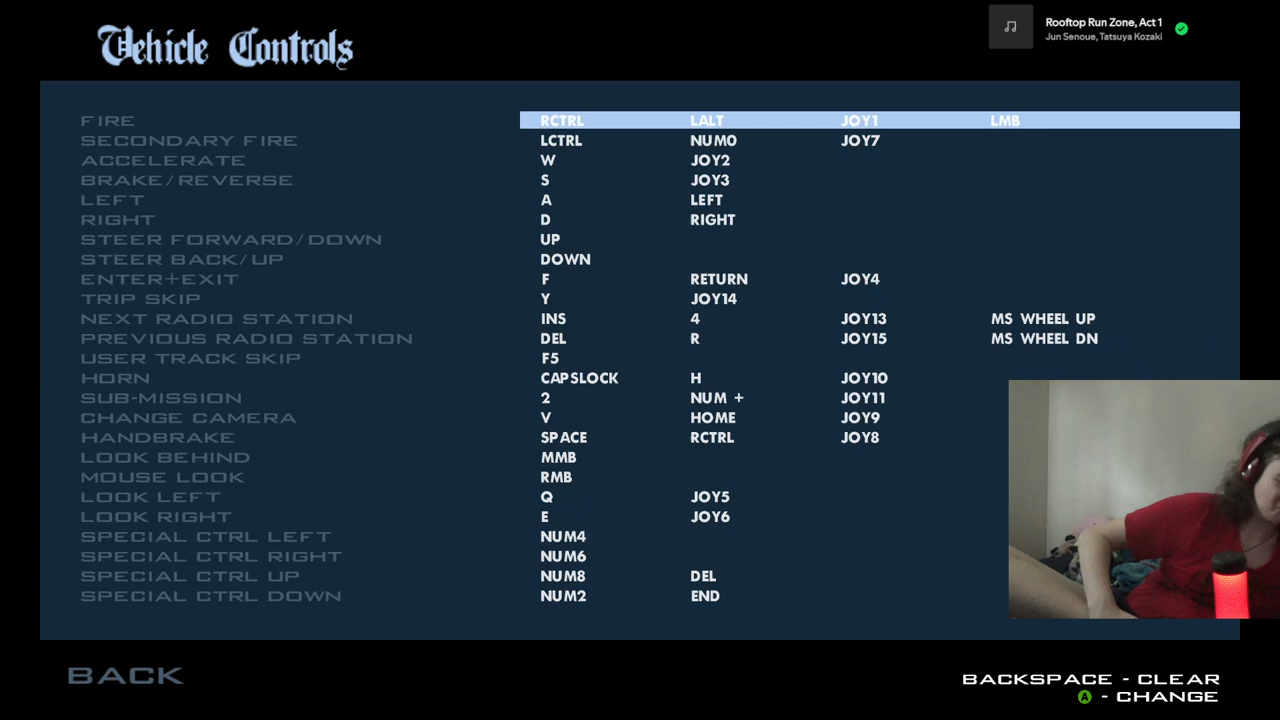 Vehicle Controls
Rooftop Run Zone, Act 1
Jun Senoue, Tatsuya Kozaki
FIRE RCTRL LALT JOY1 LMB
SECONDARY FIRE LCTRL NUM0 JOY7
ACCELERATE W JOY2
BRAKE/REVERSE S JOY3
LEFT A LEFT
RIGHT D RIGHT
STEER FORWARD/DOWN UP
STEER BACK/UP DOWN
ENTER+EXIT F RETURN JOY4
TRIP SKIP Y JOY14
NEXT RADIO STATION INS 4 JOY13 MS WHEEL UP
PREVIOUS RADIO STATION DEL R JOY15 MS WHEEL DN
USER TRACK SKIP F5
HORN CAPSLOCK H JOY10
SUB-MISSION 2 NUM + JOY11
CHANGE CAMERA V HOME JOY9
HANDBRAKE SPACE RCTRL JOY8
LOOK BEHIND MMB
MOUSE LOOK RMB
LOOK LEFT Q JOY5
LOOK RIGHT E JOY6
SPECIAL CTRL LEFT NUM4
SPECIAL CTRL RIGHT NUM6
SPECIAL CTRL UP NUM8 DEL
SPECIAL CTRL DOWN NUM2 END
BACK
BACKSPACE - CLEAR
A - CHANGE